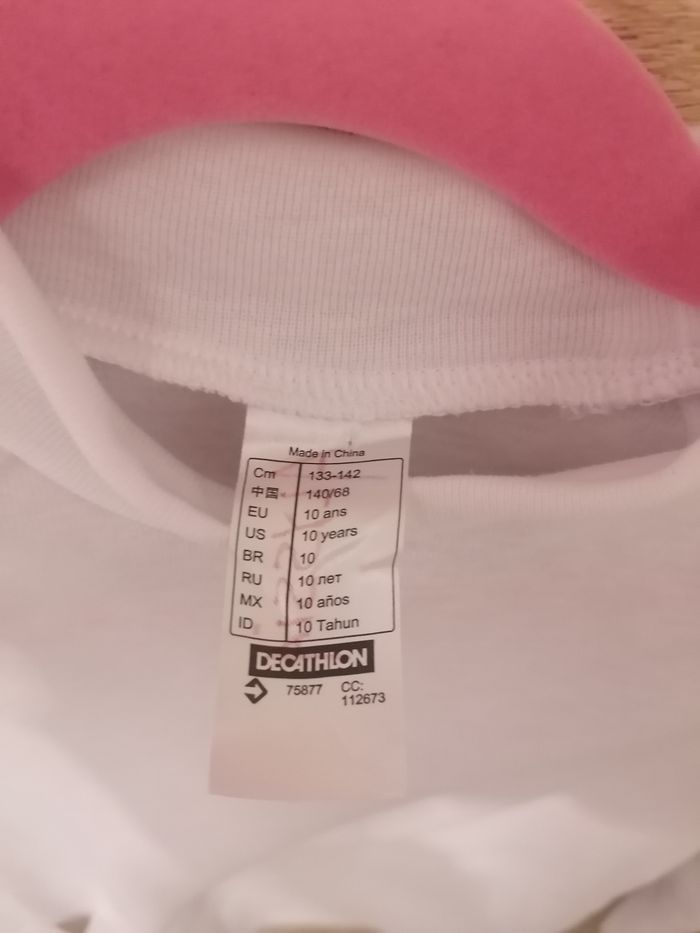 Made in China
Cm 133-142
中国 140/68
EU 10 ans
US 10 years
BR 10
RU 10 лет
MX 10 años
ID 10 Tahun
DECATHLON
75877 CC:
112673